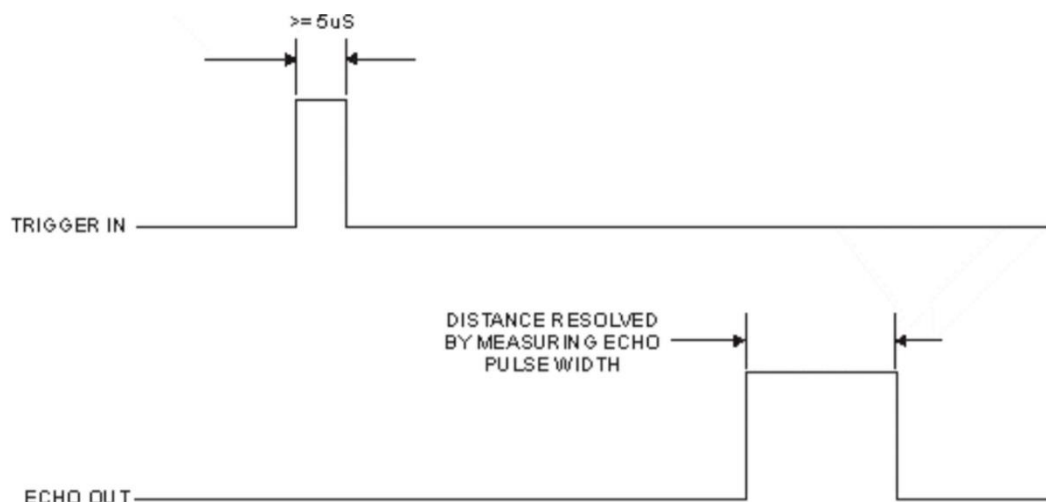 >= 5uS
TRIGGER IN
DISTANCE RESOLVED
BY MEASURING ECHO
PULSE WIDTH
ECHO OUT